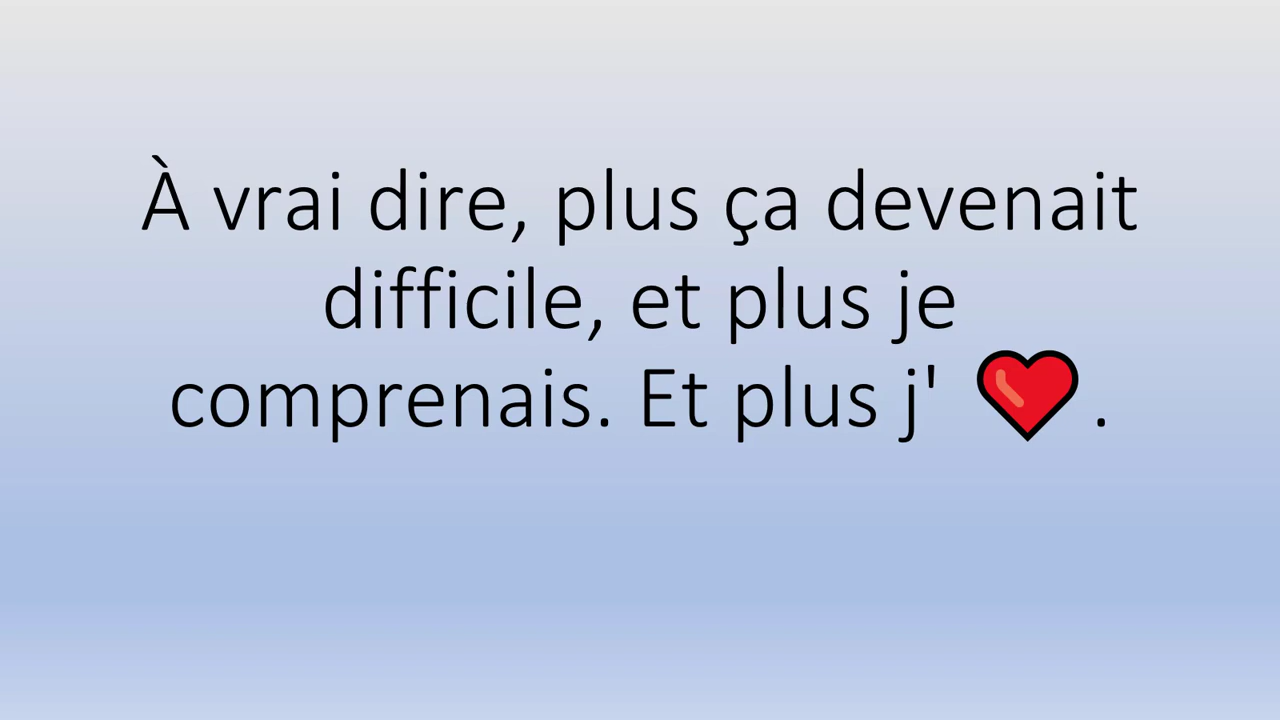 À vrai dire, plus ça devenait
difficile, et plus je
comprenais. Et plus j' ❤️.